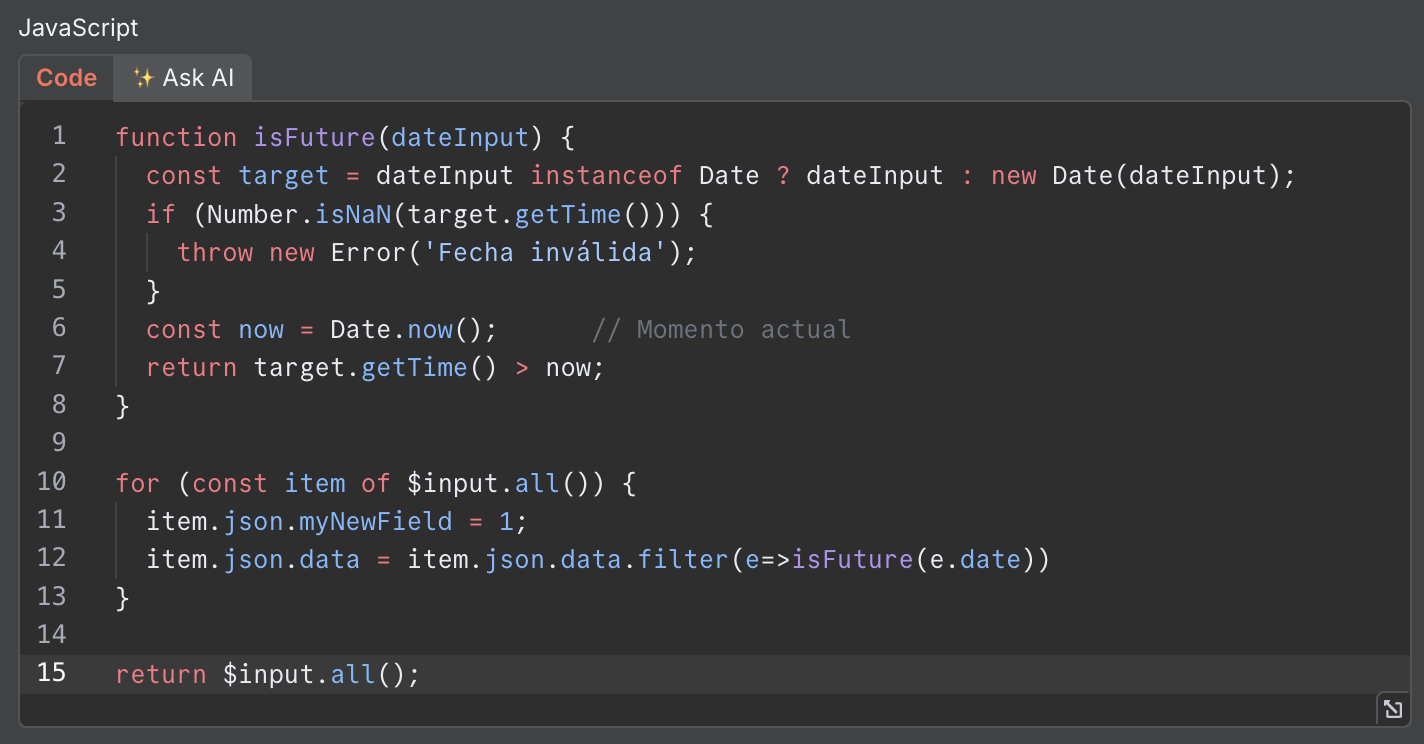 JavaScript
Code ✨ Ask AI
1 function isFuture(dateInput) {
2   const target = dateInput instanceof Date ? dateInput : new Date(dateInput);
3   if (Number.isNaN(target.getTime())) {
4     throw new Error('Fecha inválida');
5   }
6   const now = Date.now();      // Momento actual
7   return target.getTime() > now;
8 }
9
10 for (const item of $input.all()) {
11   item.json.myNewField = 1;
12   item.json.data = item.json.data.filter(e=>isFuture(e.date))
13 }
14
15 return $input.all();